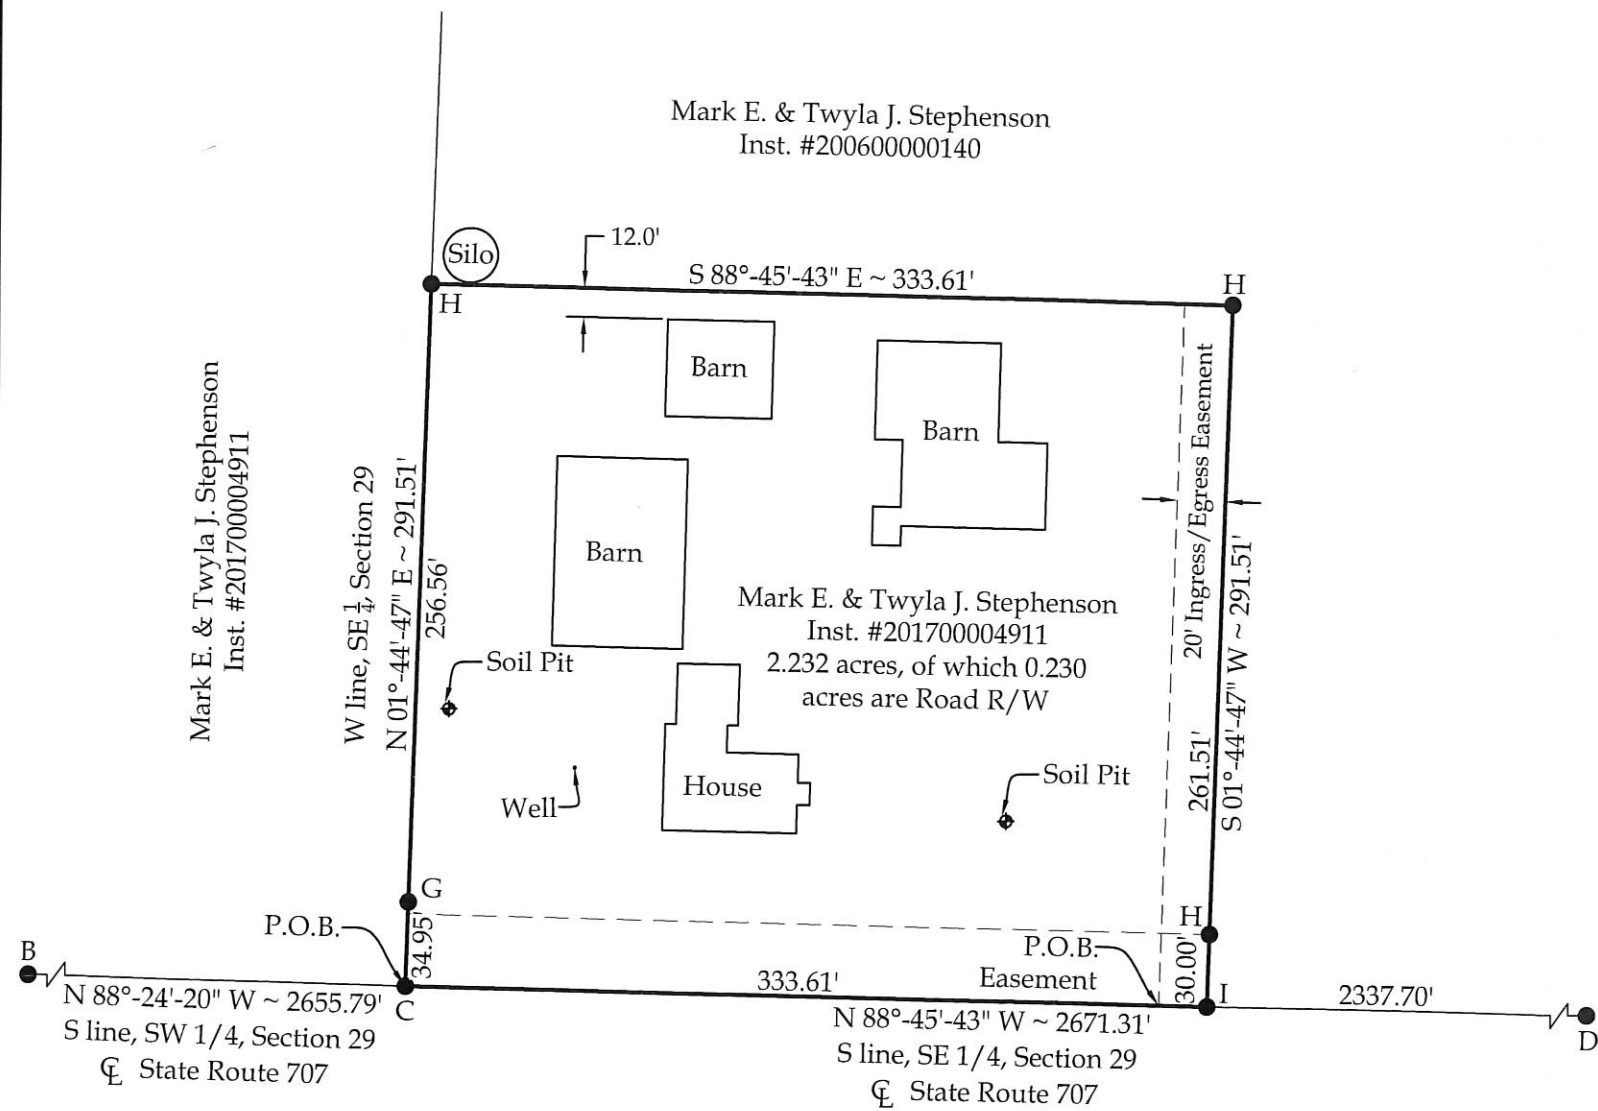 Mark E. & Twyla J. Stephenson
Inst. #200600000140
Silo
12.0'
S 88°-45'-43" E ~ 333.61'
H
H
Barn
Barn
Barn
20' Ingress/Egress Easement
Mark E. & Twyla J. Stephenson
Inst. #201700004911
W line, SE 1/4, Section 29
N 01°-44'-47" E ~ 291.51'
256.56'
Mark E. & Twyla J. Stephenson
Inst. #201700004911
2.232 acres, of which 0.230
acres are Road R/W
S 01°-44'-47" W ~ 291.51'
261.51'
Soil Pit
Soil Pit
House
Well
G
H
P.O.B.
34.95'
P.O.B.
Easement
30.00'
B
C
I
D
333.61'
2337.70'
N 88°-24'-20" W ~ 2655.79'
S line, SW 1/4, Section 29
℄ State Route 707
N 88°-45'-43" W ~ 2671.31'
S line, SE 1/4, Section 29
℄ State Route 707